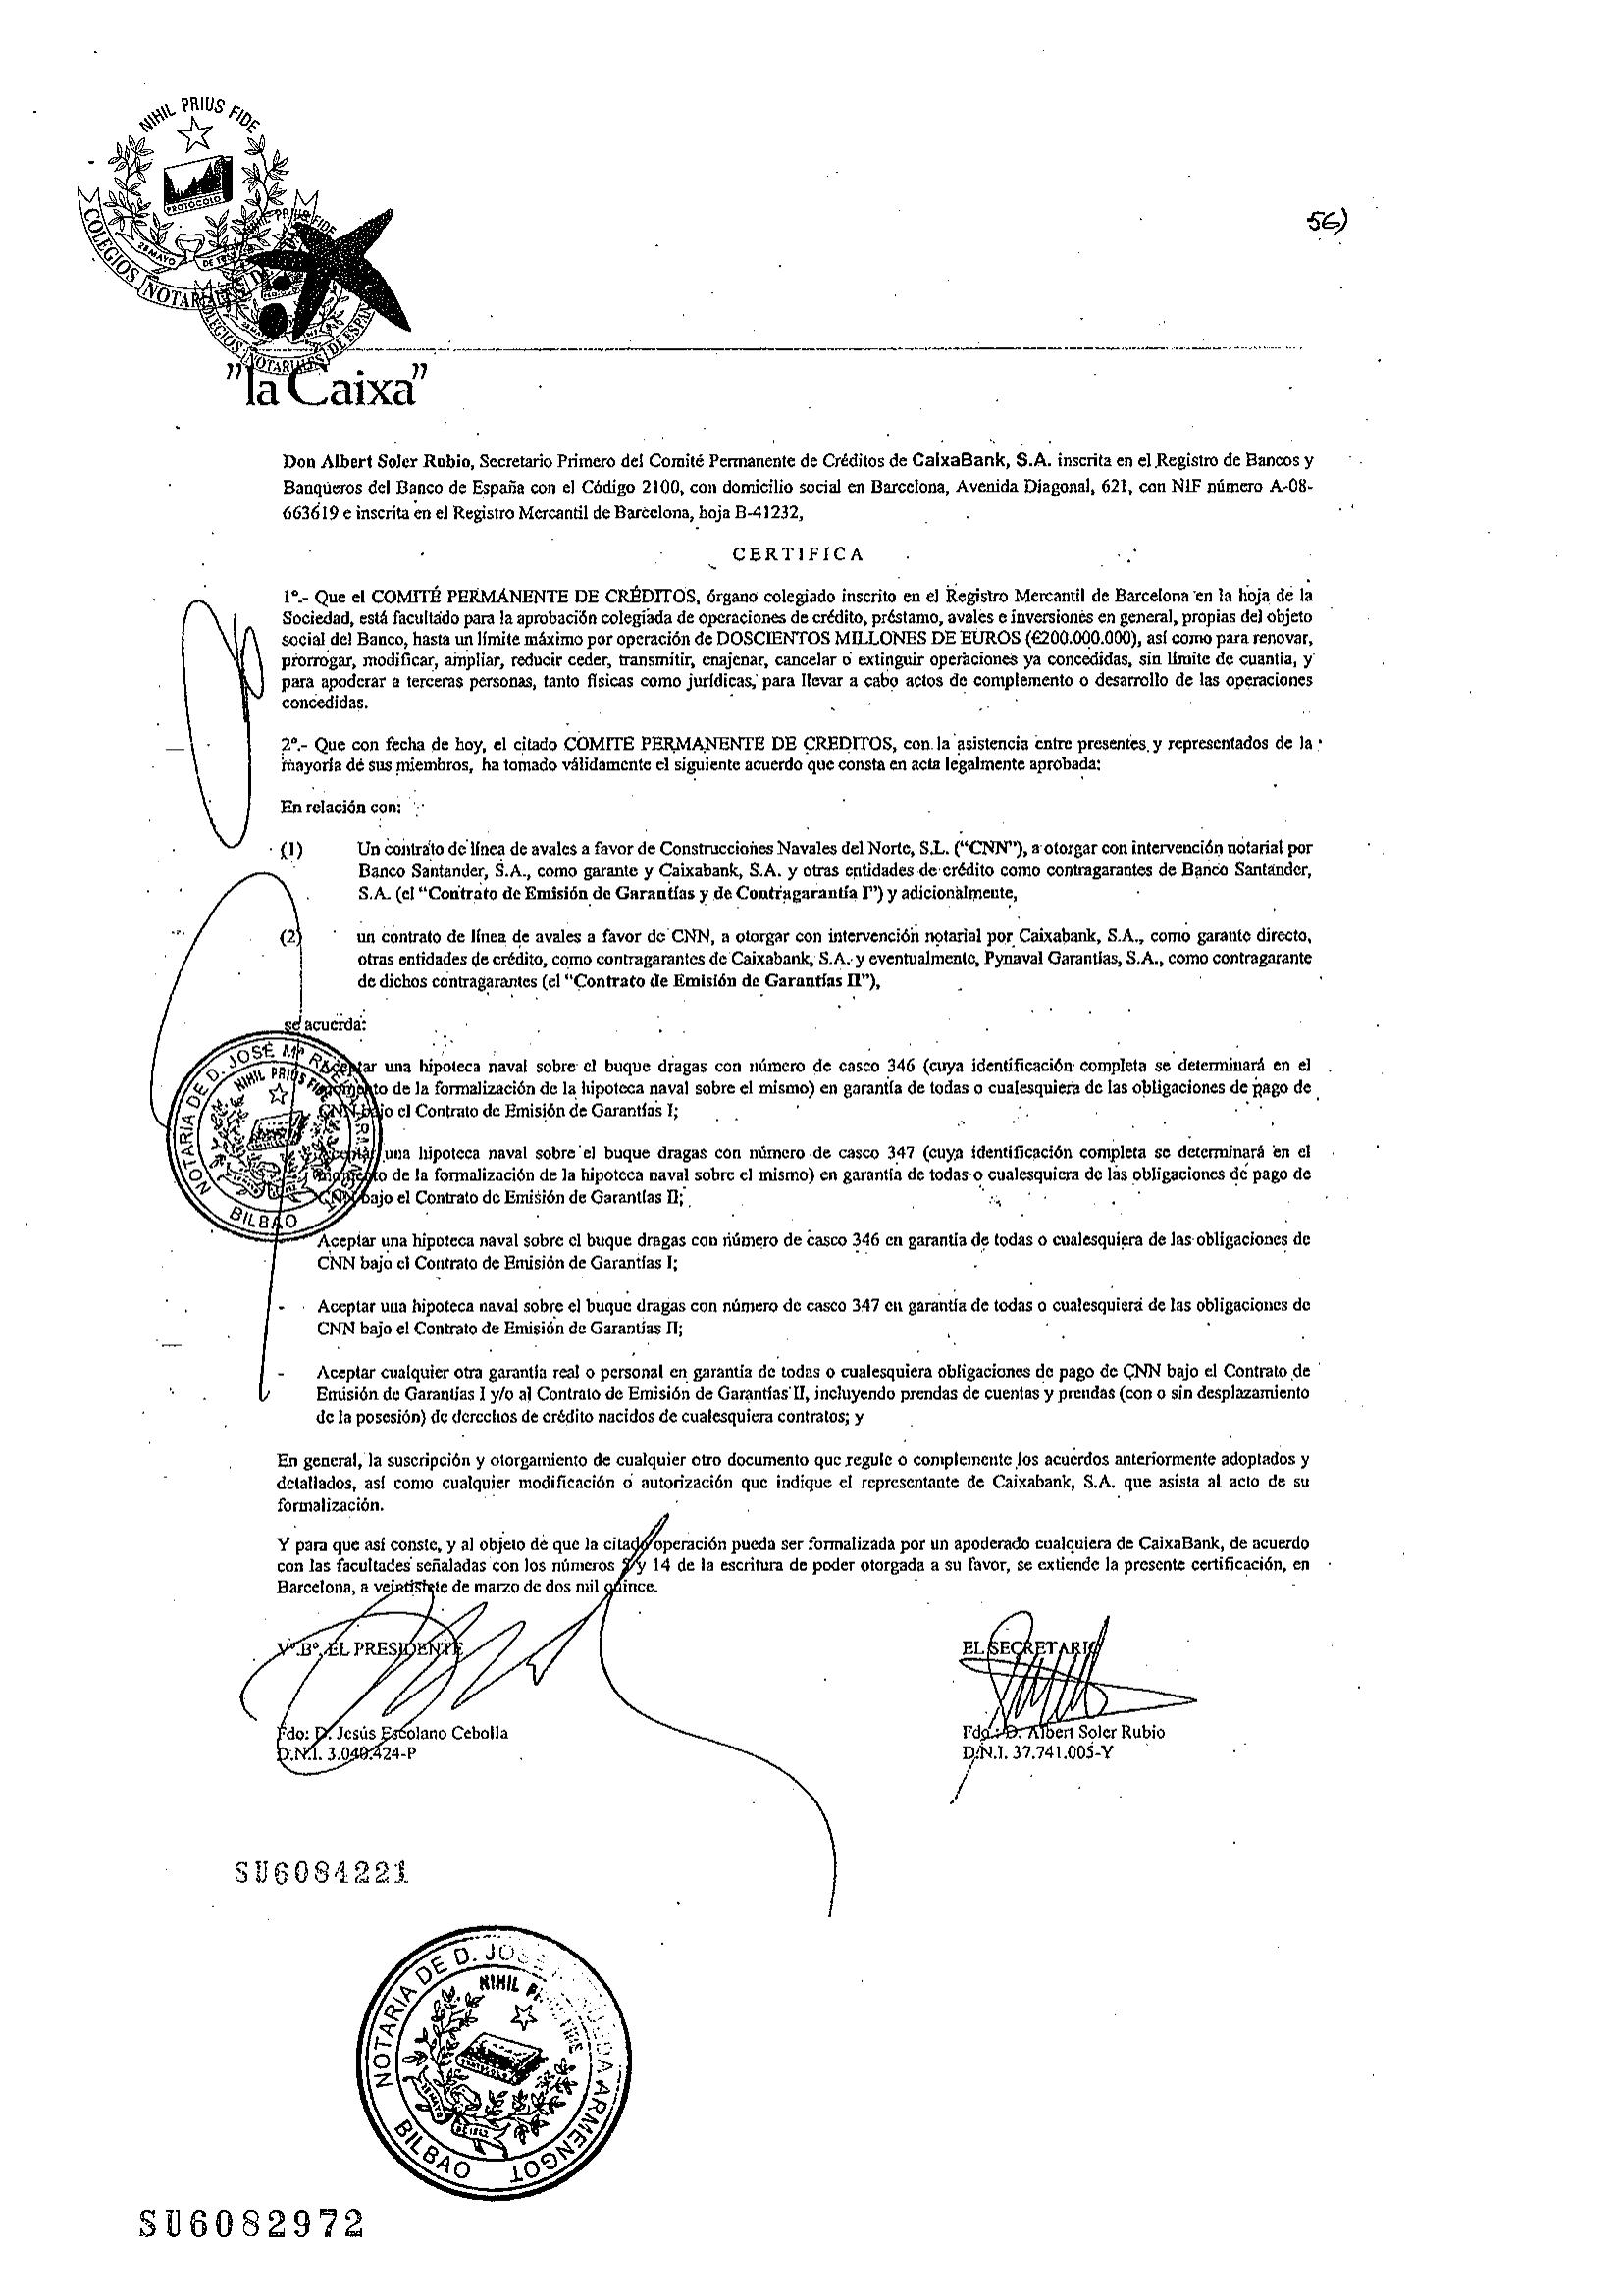 NIHIL PRIUS FIDE
PROTOCOLO
28 MAYO
COLEGIOS NOTARIALES DE
NIHIL PRIUS FIDE
COLEGIOS NOTARIALES DE ESPAÑA
56)
"la Caixa"
Don Albert Soler Rubio, Secretario Primero del Comité Permanente de Créditos de CaixaBank, S.A. inscrita en el Registro de Bancos y
Banqueros del Banco de España con el Código 2100, con domicilio social en Barcelona, Avenida Diagonal, 621, con NIF número A-08-
663619 e inscrita en el Registro Mercantil de Barcelona, hoja B-41232,
CERTIFICA
1º.- Que el COMITÉ PERMANENTE DE CRÉDITOS, órgano colegiado inscrito en el Registro Mercantil de Barcelona en la hoja de la
Sociedad, está facultado para la aprobación colegiada de operaciones de crédito, préstamo, avales e inversiones en general, propias del objeto
social del Banco, hasta un límite máximo por operación de DOSCIENTOS MILLONES DE EUROS (€200.000.000), así como para renovar,
prorrogar, modificar, ampliar, reducir ceder, transmitir, enajenar, cancelar o extinguir operaciones ya concedidas, sin límite de cuantía, y
para apoderar a terceras personas, tanto físicas como jurídicas, para llevar a cabo actos de complemento o desarrollo de las operaciones
concedidas.
2º.- Que con fecha de hoy, el citado COMITE PERMANENTE DE CREDITOS, con la asistencia entre presentes y representados de la
mayoría de sus miembros, ha tomado válidamente el siguiente acuerdo que consta en acta legalmente aprobada:
En relación con:
(1) Un contrato de línea de avales a favor de Construcciones Navales del Norte, S.L. ("CNN"), a otorgar con intervención notarial por
Banco Santander, S.A., como garante y Caixabank, S.A. y otras entidades de crédito como contragarantes de Banco Santander,
S.A. (el "Contrato de Emisión de Garantías y de Contragarantía I") y adicionalmente,
(2) un contrato de línea de avales a favor de CNN, a otorgar con intervención notarial por Caixabank, S.A., como garante directo,
otras entidades de crédito, como contragarantes de Caixabank, S.A. y eventualmente, Pynaval Garantías, S.A., como contragarante
de dichos contragarantes (el "Contrato de Emisión de Garantías II"),
se acuerda:
Aceptar una hipoteca naval sobre el buque dragas con número de casco 346 (cuya identificación completa se determinará en el
momento de la formalización de la hipoteca naval sobre el mismo) en garantía de todas o cualesquiera de las obligaciones de pago de
CNN bajo el Contrato de Emisión de Garantías I;
Aceptar una hipoteca naval sobre el buque dragas con número de casco 347 (cuya identificación completa se determinará en el
momento de la formalización de la hipoteca naval sobre el mismo) en garantía de todas o cualesquiera de las obligaciones de pago de
CNN bajo el Contrato de Emisión de Garantías II;
Aceptar una hipoteca naval sobre el buque dragas con número de casco 346 en garantía de todas o cualesquiera de las obligaciones de
CNN bajo el Contrato de Emisión de Garantías I;
- Aceptar una hipoteca naval sobre el buque dragas con número de casco 347 en garantía de todas o cualesquiera de las obligaciones de
CNN bajo el Contrato de Emisión de Garantías II;
- Aceptar cualquier otra garantía real o personal en garantía de todas o cualesquiera obligaciones de pago de CNN bajo el Contrato de
Emisión de Garantías I y/o al Contrato de Emisión de Garantías II, incluyendo prendas de cuentas y prendas (con o sin desplazamiento
de la posesión) de derechos de crédito nacidos de cualesquiera contratos; y
NOTARIA DE D. JOSÉ Mª RUEDA ARMENGOT
NIHIL PRIUS FIDE
BILBAO
En general, la suscripción y otorgamiento de cualquier otro documento que regule o complemente los acuerdos anteriormente adoptados y
detallados, así como cualquier modificación o autorización que indique el representante de Caixabank, S.A. que asista al acto de su
formalización.
Y para que así conste, y al objeto de que la citada operación pueda ser formalizada por un apoderado cualquiera de CaixaBank, de acuerdo
con las facultades señaladas con los números y 14 de la escritura de poder otorgada a su favor, se extiende la presente certificación, en
Barcelona, a veintisiete de marzo de dos mil quince.
Vº.Bº. EL PRESIDENTE
EL SECRETARIO
Fdo: D. Jesús Escolano Cebolla
Fdo.: D. Albert Soler Rubio
D.N.I. 3.040.424-P
D.N.I. 37.741.005-Y
SU6084221
NOTARIA DE D. JOSÉ RUEDA ARMENGOT
NIHIL PRIUS FIDE
PROTOCOLO
28 MAYO
DE 1862
BILBAO
SU6082972